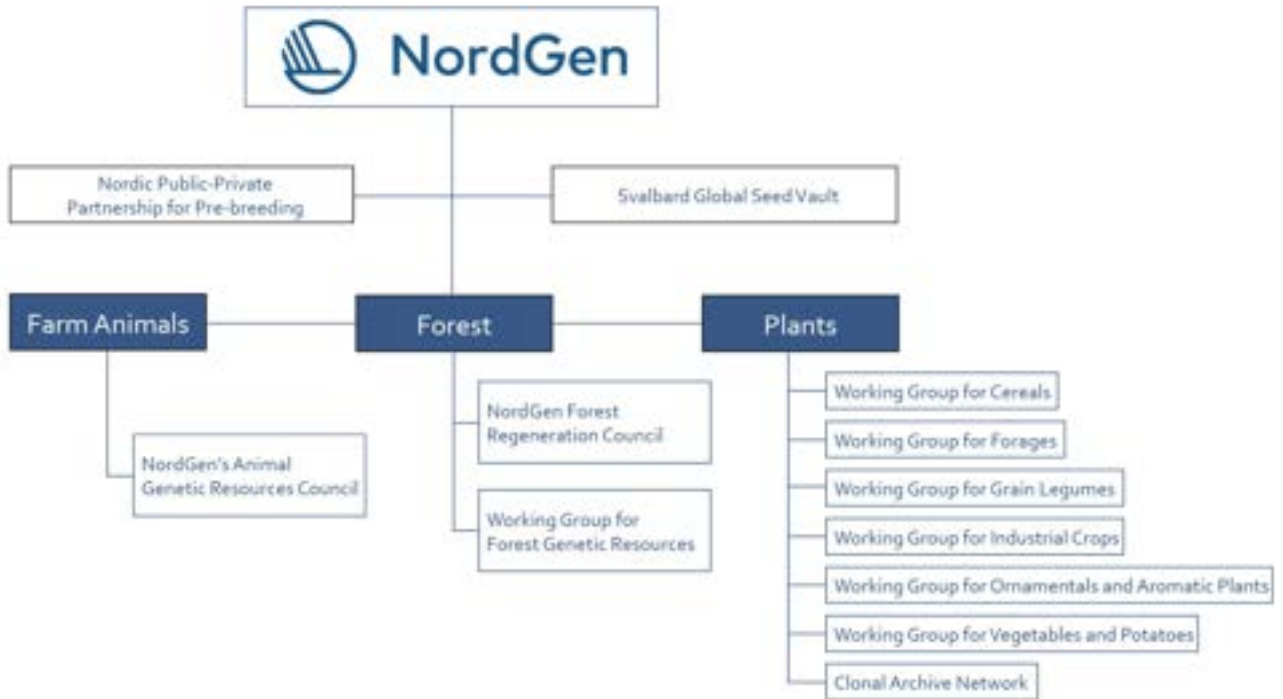 NordGen
Nordic Public-Private
Partnership for Pre-breeding
Svalbard Global Seed Vault
Farm Animals
Forest
Plants
NordGen's Animal
Genetic Resources Council
NordGen Forest
Regeneration Council
Working Group for
Forest Genetic Resources
Working Group for Cereals
Working Group for Forages
Working Group for Grain Legumes
Working Group for Industrial Crops
Working Group for Ornamentals and Aromatic Plants
Working Group for Vegetables and Potatoes
Clonal Archive Network